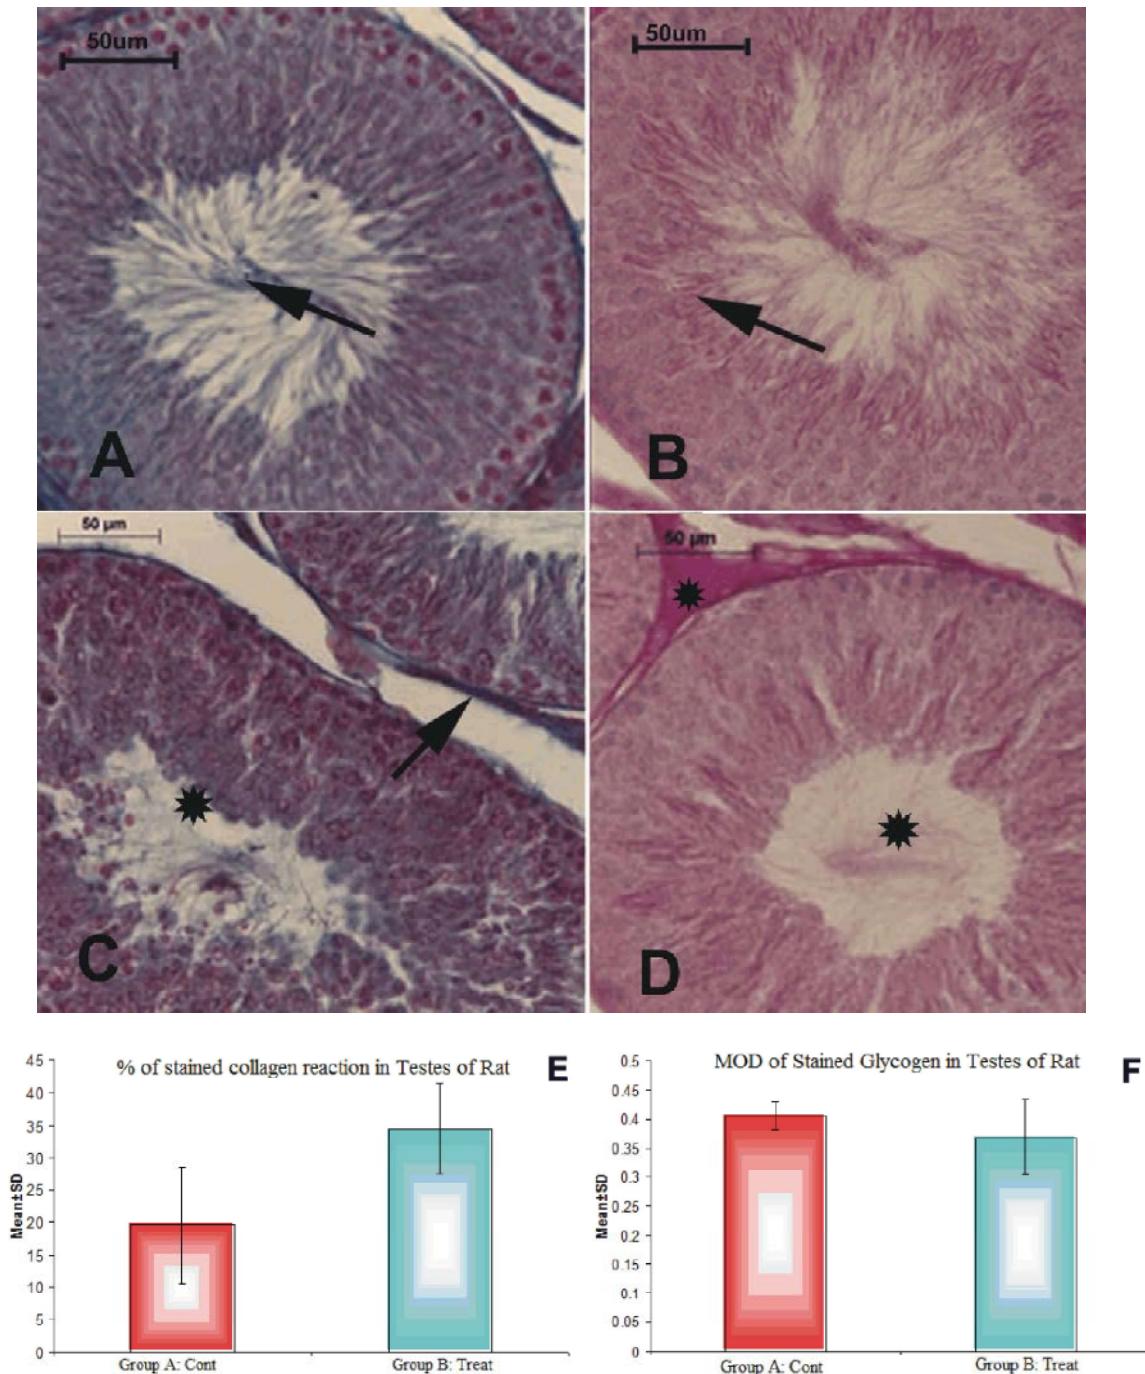 50um
50um
A
B
50 µm
50 µm
C
D
% of stained collagen reaction in Testes of Rat
E
45
40
35
30
25
20
15
10
5
0
Mean±SD
Group A: Cont
Group B: Treat
MOD of Stained Glycogen in Testes of Rat
F
0.5
0.45
0.4
0.35
0.3
0.25
0.2
0.15
0.1
0.05
0
Mean±SD
Group A: Cont
Group B: Treat